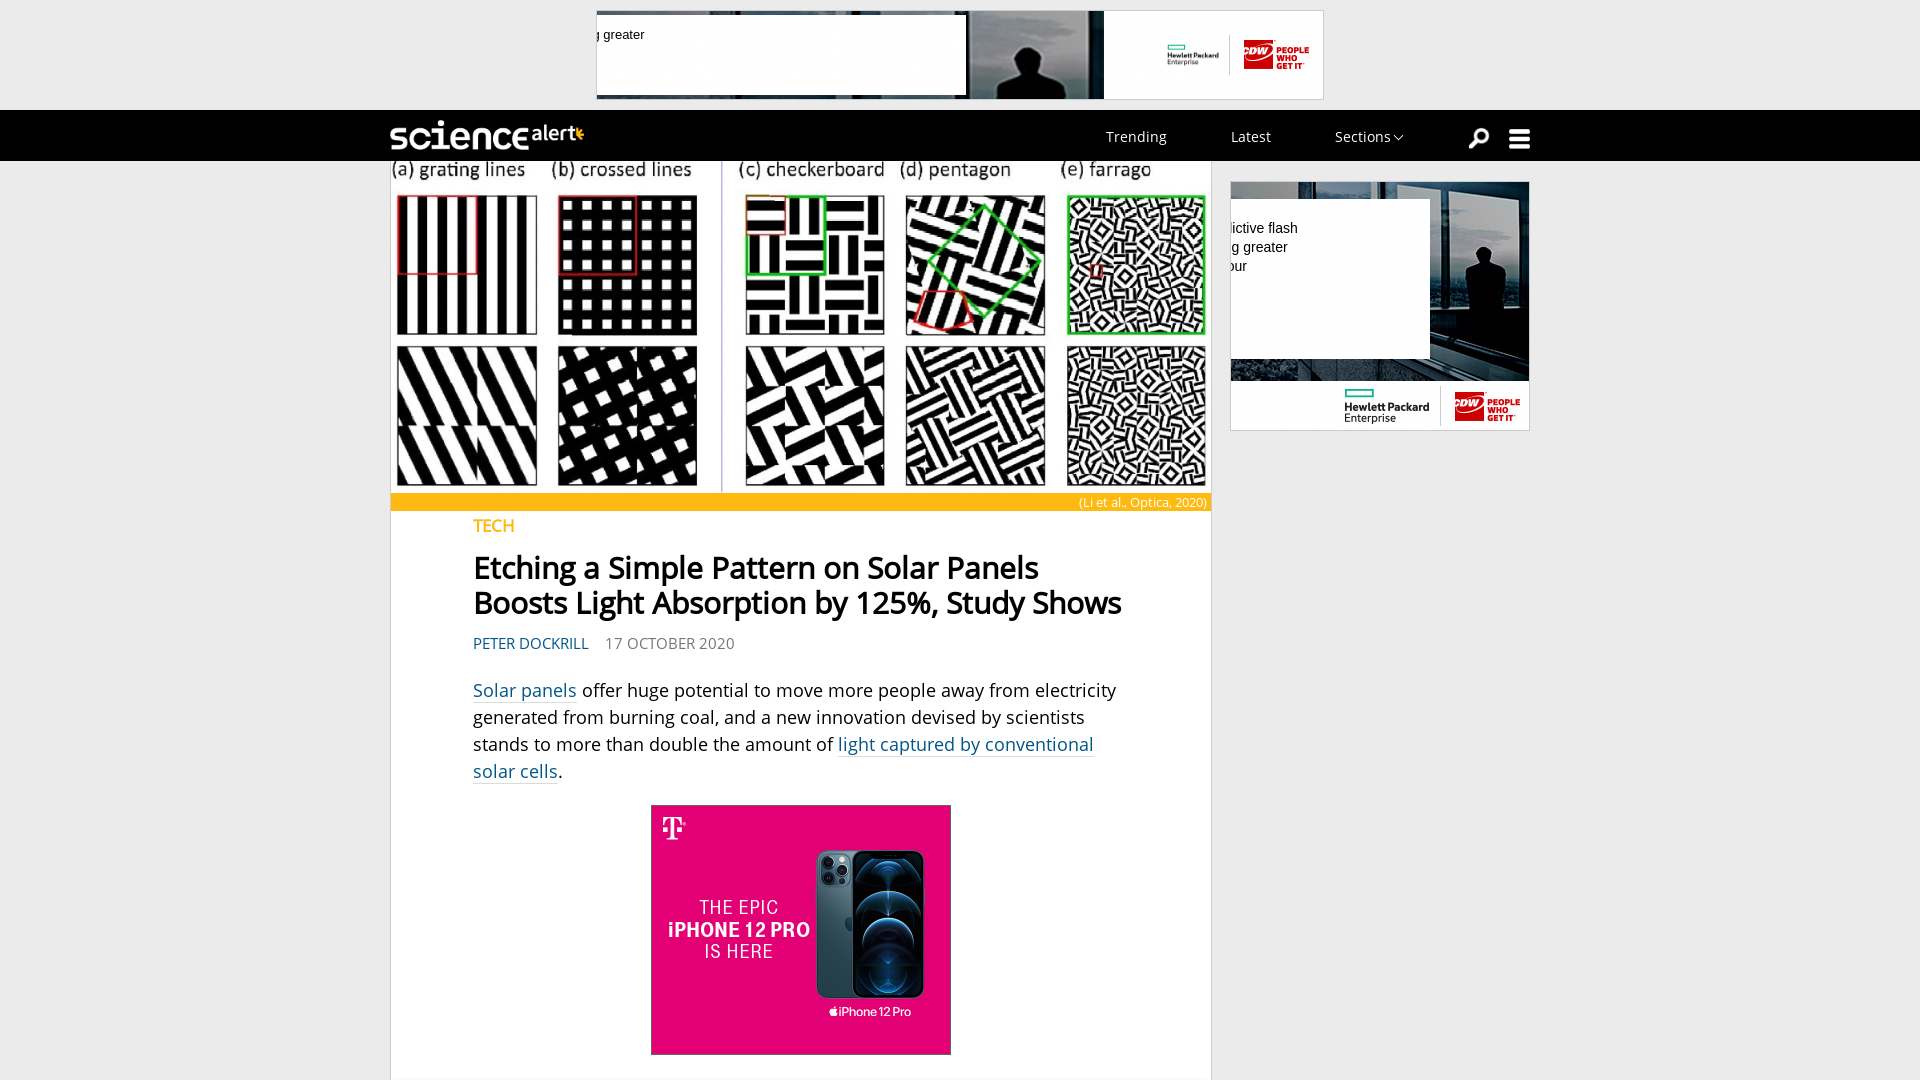 greater
Hewlett Packard
Enterprise
CDW
PEOPLE
WHO
GET IT
science alert
Trending
Latest
Sections
(a) grating lines
(b) crossed lines
(c) checkerboard
(d) pentagon
(e) farrago
flash
greater
Hewlett Packard
Enterprise
CDW
PEOPLE
WHO
GET IT
(Li et al., Optica, 2020)
TECH
Etching a Simple Pattern on Solar Panels
Boosts Light Absorption by 125%, Study Shows
PETER DOCKRILL 17 OCTOBER 2020
Solar panels offer huge potential to move more people away from electricity
generated from burning coal, and a new innovation devised by scientists
stands to more than double the amount of light captured by conventional
solar cells.
T
THE EPIC
iPHONE 12 PRO
IS HERE
iPhone 12 Pro